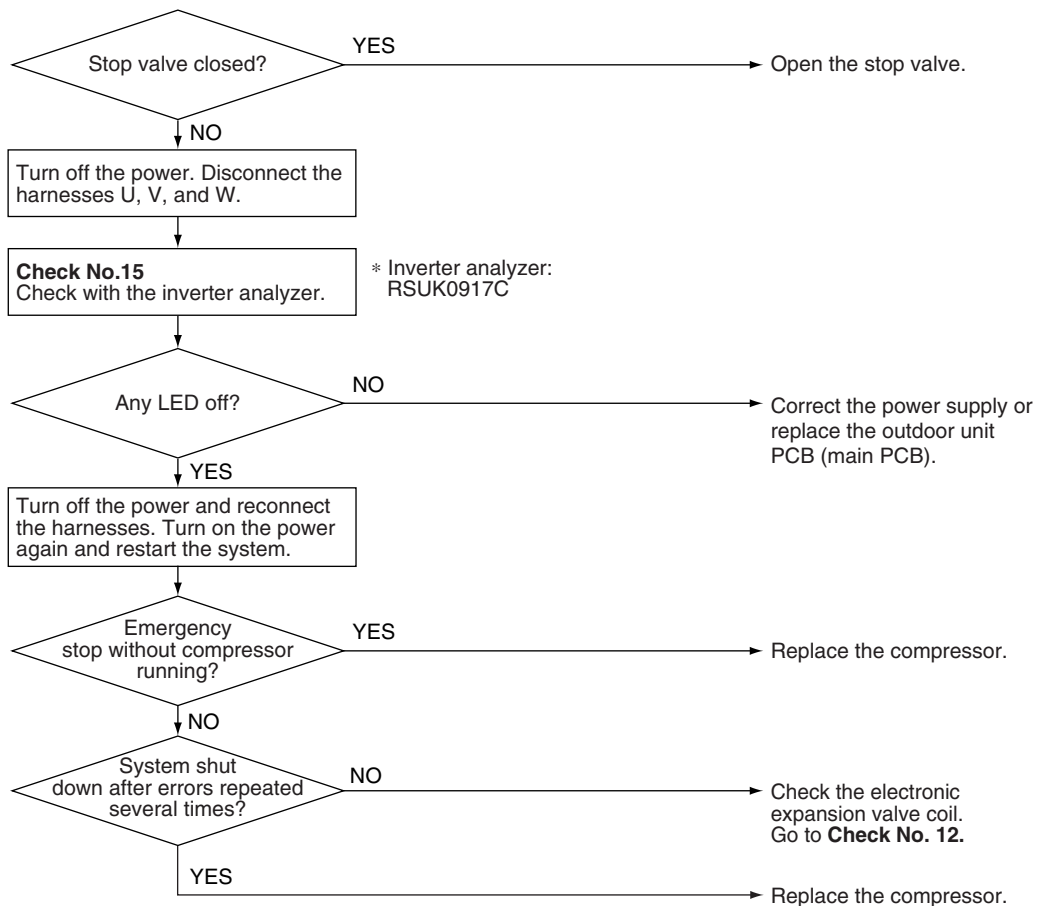 Stop valve closed?
YES
Open the stop valve.
NO
Turn off the power. Disconnect the
harnesses U, V, and W.
Check No.15
Check with the inverter analyzer.
* Inverter analyzer:
RSUK0917C
Any LED off?
NO
Correct the power supply or
replace the outdoor unit
PCB (main PCB).
YES
Turn off the power and reconnect
the harnesses. Turn on the power
again and restart the system.
Emergency
stop without compressor
running?
YES
Replace the compressor.
NO
System shut
down after errors repeated
several times?
NO
Check the electronic
expansion valve coil.
Go to Check No. 12.
YES
Replace the compressor.